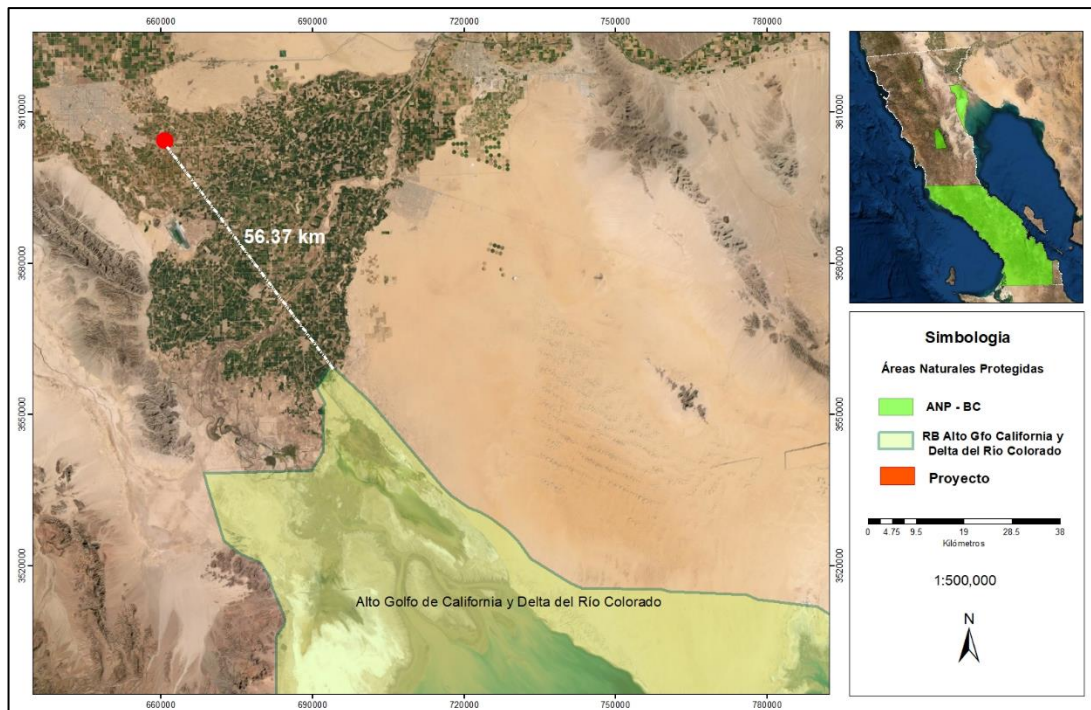 660000
690000
720000
750000
780000
3610000
3580000
3550000
3520000
56.37 km
Alto Golfo de California y Delta del Río Colorado
3610000
3580000
3550000
3520000
660000
690000
720000
750000
780000
Simbologia
Áreas Naturales Protegidas
ANP - BC
RB Alto Gfo California y
Delta del Río Colorado
Proyecto
0 4.75 9.5 19 28.5 38
Kilómetros
1:500,000
N